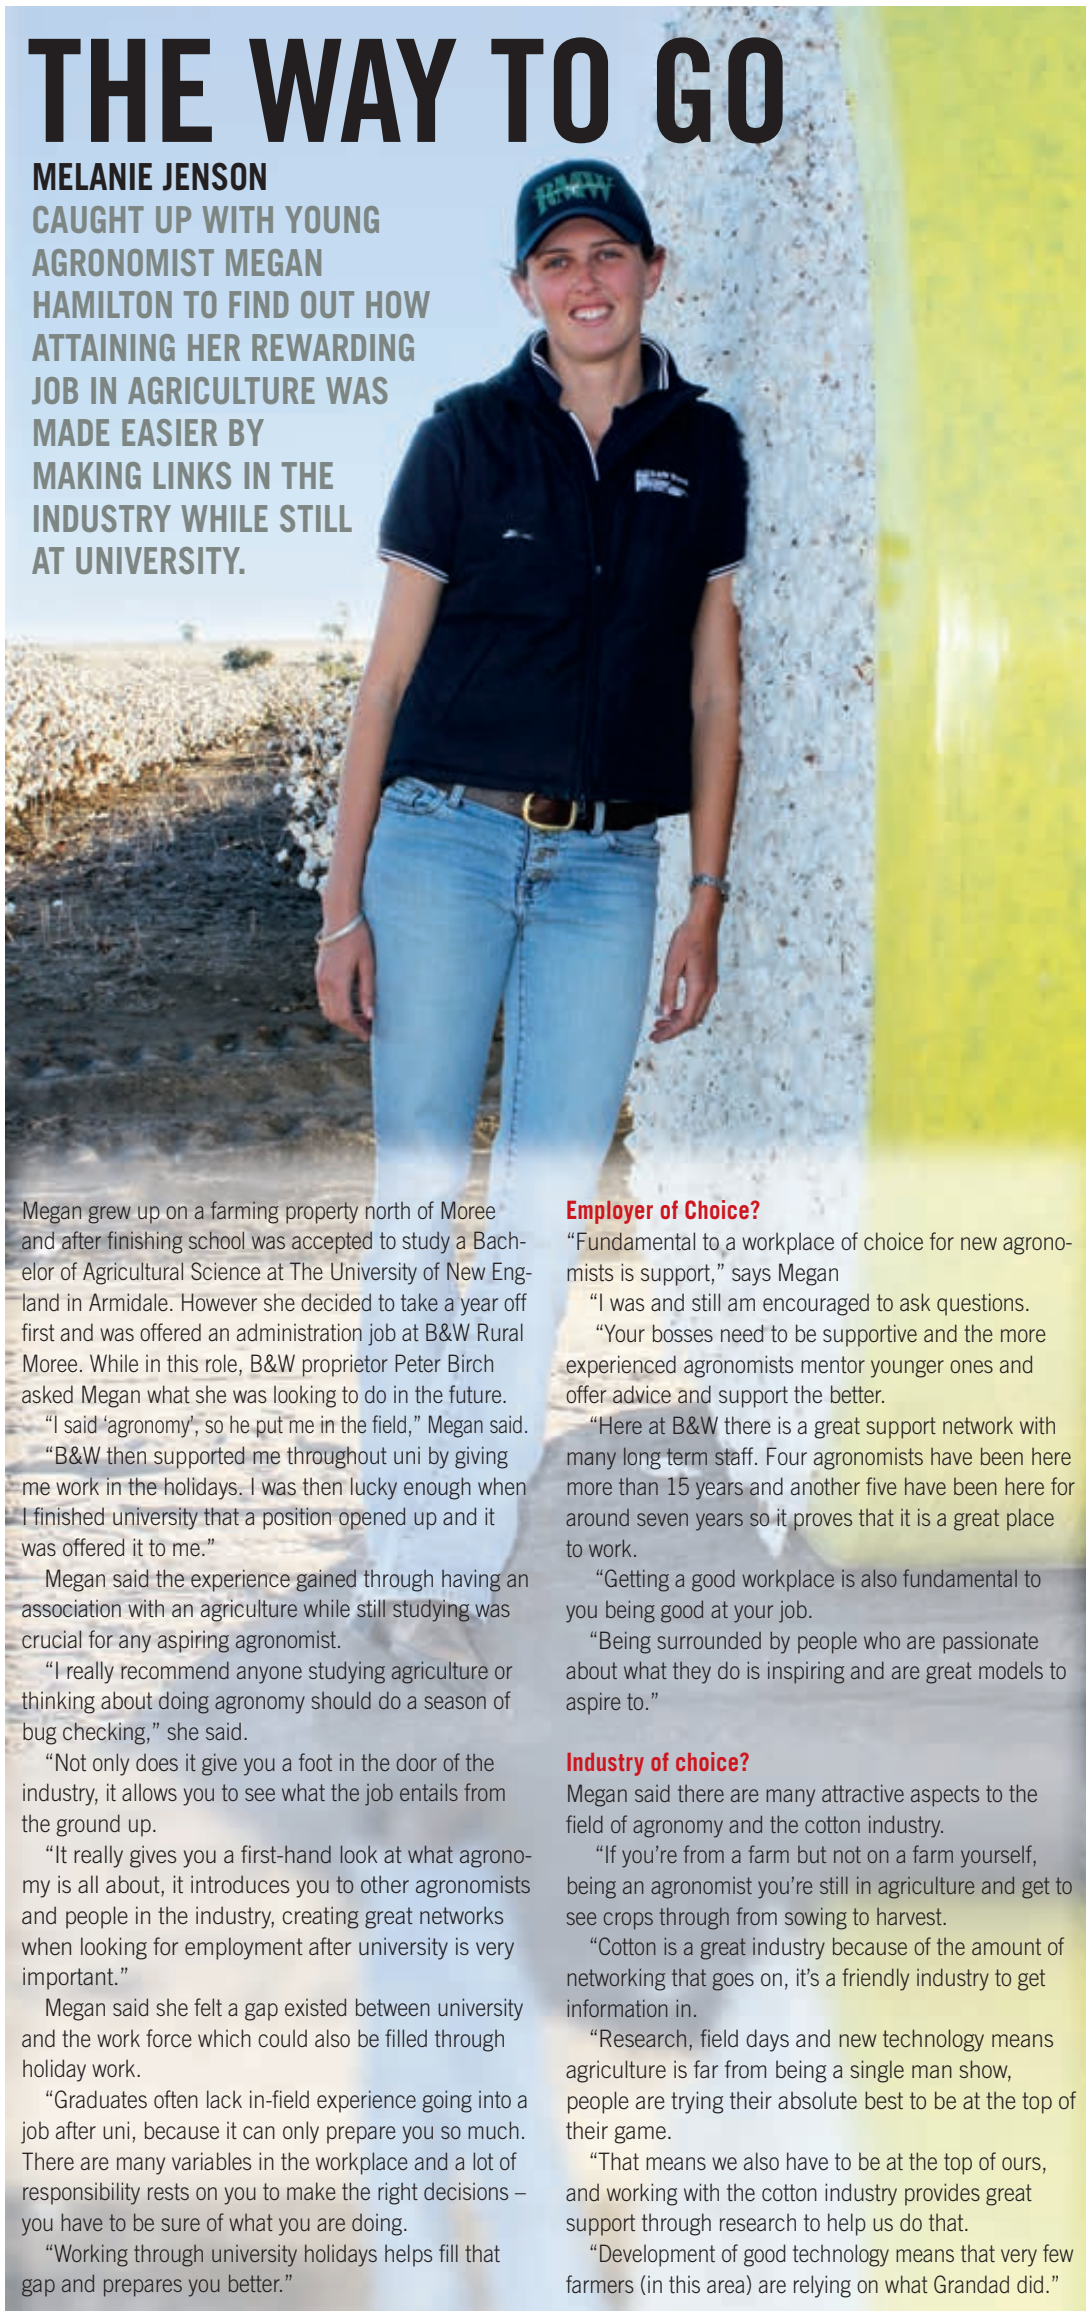 THE WAY TO GO
MELANIE JENSON
CAUGHT UP WITH YOUNG
AGRONOMIST MEGAN
HAMILTON TO FIND OUT HOW
ATTAINING HER REWARDING
JOB IN AGRICULTURE WAS
MADE EASIER BY
MAKING LINKS IN THE
INDUSTRY WHILE STILL
AT UNIVERSITY.
Megan grew up on a farming property north of Moree
and after finishing school was accepted to study a Bach-
elor of Agricultural Science at The University of New Eng-
land in Armidale. However she decided to take a year off
first and was offered an administration job at B&W Rural
Moree. While in this role, B&W proprietor Peter Birch
asked Megan what she was looking to do in the future.
“I said ‘agronomy’, so he put me in the field,” Megan said.
“B&W then supported me throughout uni by giving
me work in the holidays. I was then lucky enough when
I finished university that a position opened up and it
was offered it to me.”
Megan said the experience gained through having an
association with an agriculture while still studying was
crucial for any aspiring agronomist.
“I really recommend anyone studying agriculture or
thinking about doing agronomy should do a season of
bug checking,” she said.
“Not only does it give you a foot in the door of the
industry, it allows you to see what the job entails from
the ground up.
“It really gives you a first-hand look at what agrono-
my is all about, it introduces you to other agronomists
and people in the industry, creating great networks
when looking for employment after university is very
important.”
Megan said she felt a gap existed between university
and the work force which could also be filled through
holiday work.
“Graduates often lack in-field experience going into a
job after uni, because it can only prepare you so much.
There are many variables in the workplace and a lot of
responsibility rests on you to make the right decisions –
you have to be sure of what you are doing.
“Working through university holidays helps fill that
gap and prepares you better.”
Employer of Choice?
“Fundamental to a workplace of choice for new agrono-
mists is support,” says Megan
“I was and still am encouraged to ask questions.
“Your bosses need to be supportive and the more
experienced agronomists mentor younger ones and
offer advice and support the better.
“Here at B&W there is a great support network with
many long term staff. Four agronomists have been here
more than 15 years and another five have been here for
around seven years so it proves that it is a great place
to work.
“Getting a good workplace is also fundamental to
you being good at your job.
“Being surrounded by people who are passionate
about what they do is inspiring and are great models to
aspire to.”
Industry of choice?
Megan said there are many attractive aspects to the
field of agronomy and the cotton industry.
“If you’re from a farm but not on a farm yourself,
being an agronomist you’re still in agriculture and get to
see crops through from sowing to harvest.
“Cotton is a great industry because of the amount of
networking that goes on, it’s a friendly industry to get
information in.
“Research, field days and new technology means
agriculture is far from being a single man show,
people are trying their absolute best to be at the top of
their game.
“That means we also have to be at the top of ours,
and working with the cotton industry provides great
support through research to help us do that.
“Development of good technology means that very few
farmers (in this area) are relying on what Grandad did.”